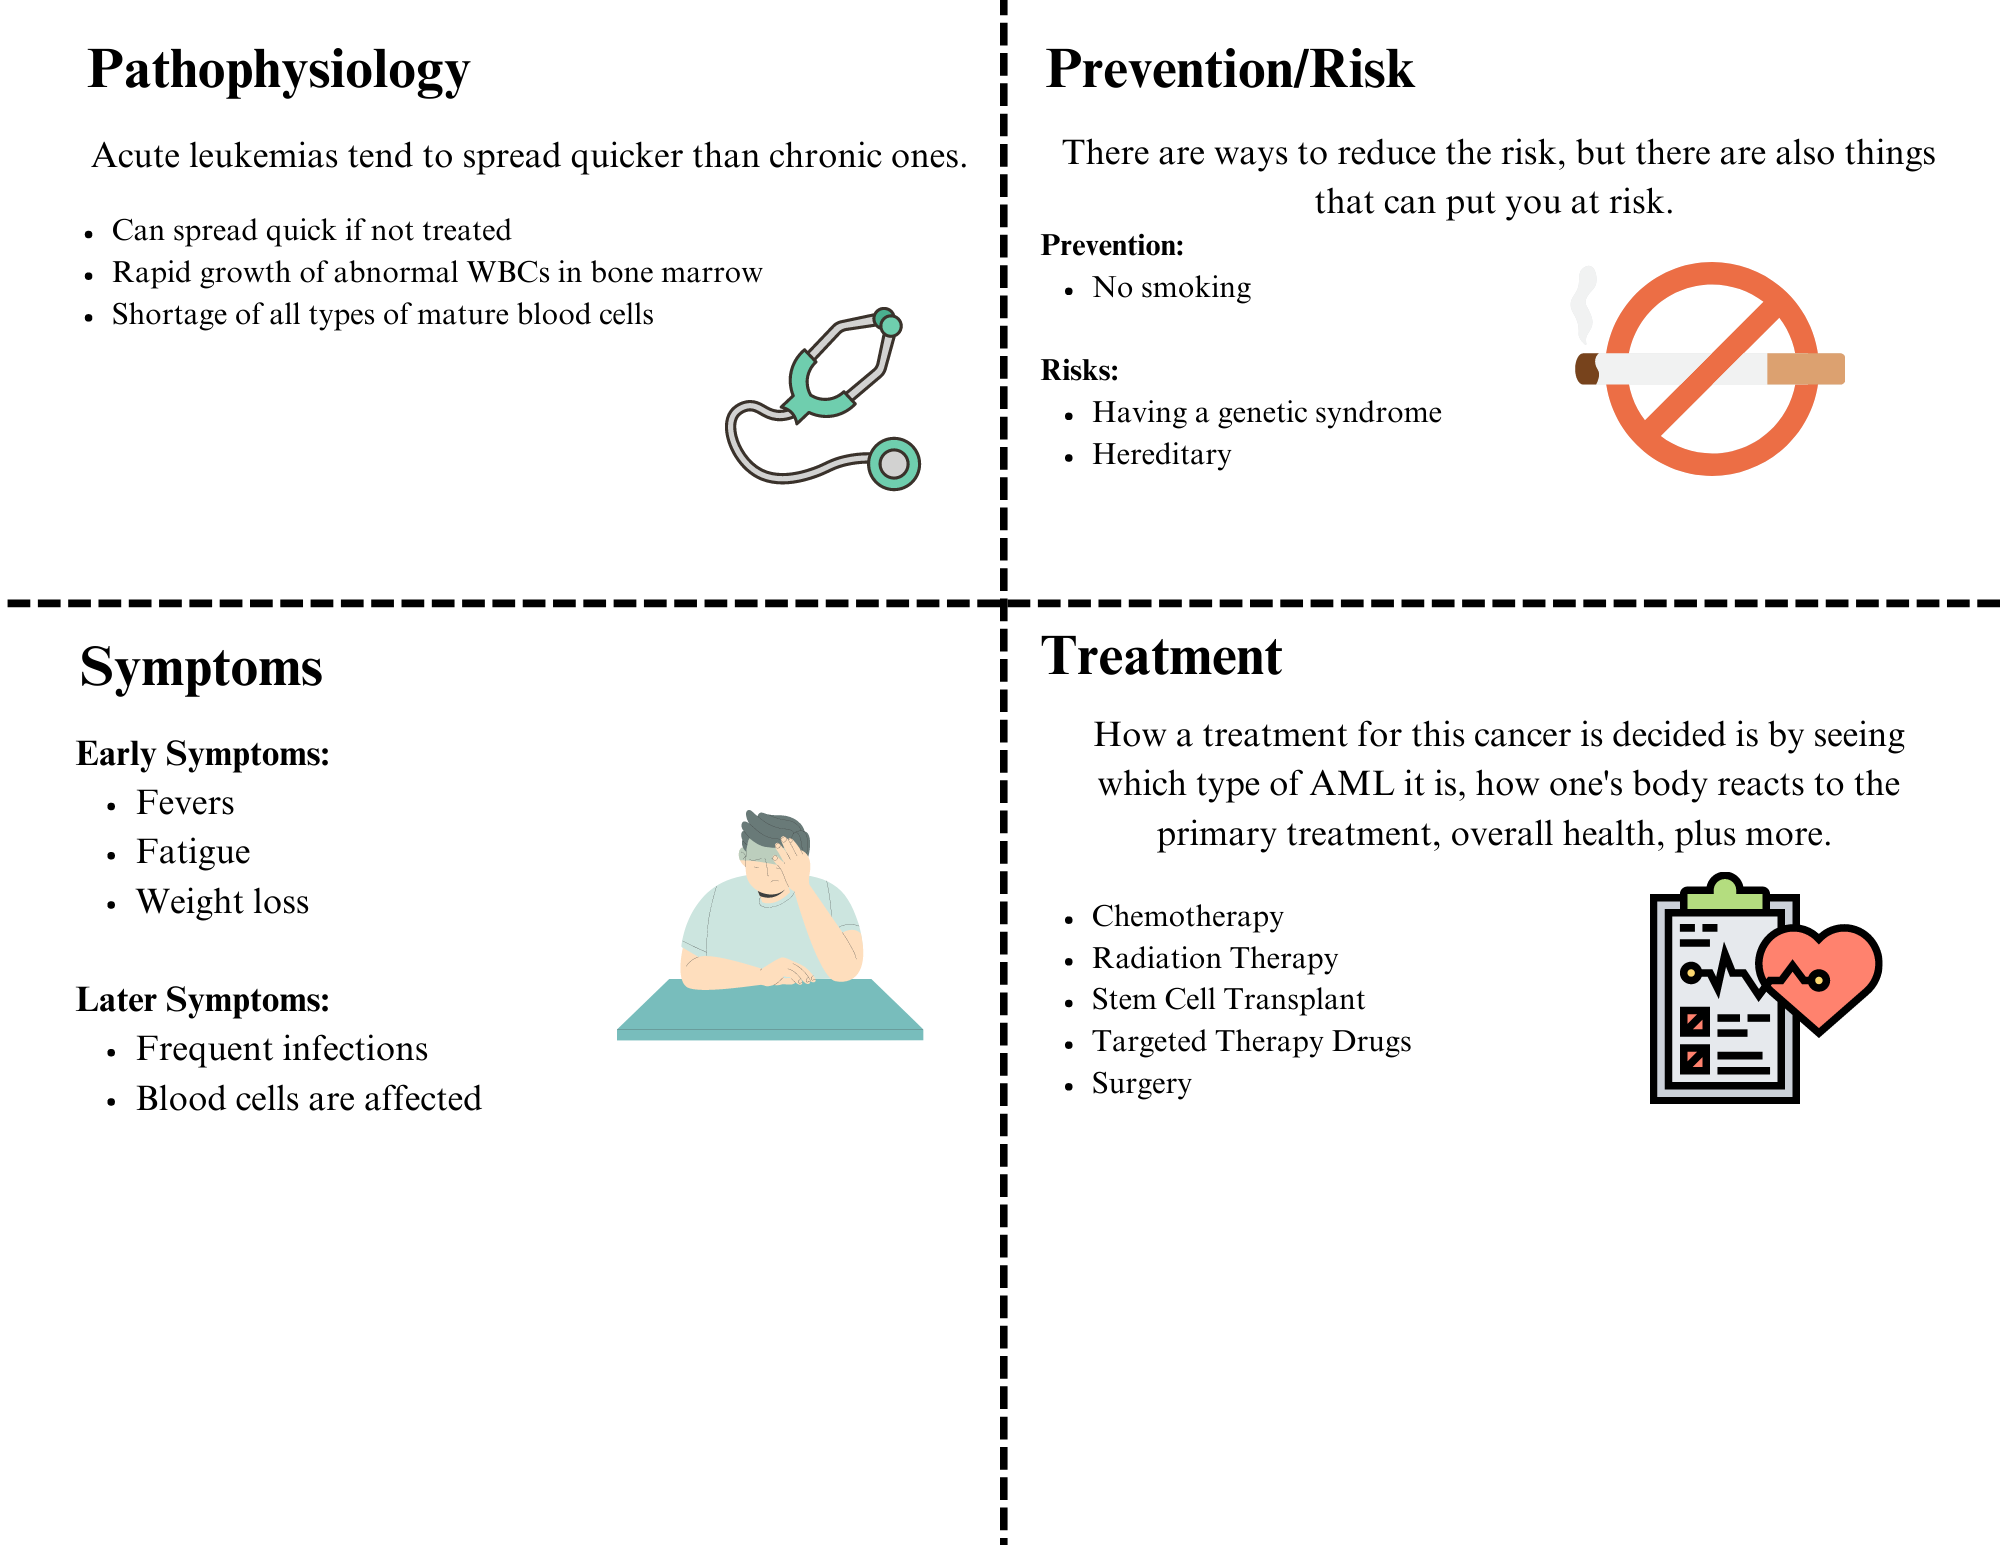 Pathophysiology
Acute leukemias tend to spread quicker than chronic ones.
• Can spread quick if not treated
• Rapid growth of abnormal WBCs in bone marrow
• Shortage of all types of mature blood cells
Prevention/Risk
There are ways to reduce the risk, but there are also things
that can put you at risk.
Prevention:
• No smoking
Risks:
• Having a genetic syndrome
• Hereditary
Symptoms
Early Symptoms:
• Fevers
• Fatigue
• Weight loss
Later Symptoms:
• Frequent infections
• Blood cells are affected
Treatment
How a treatment for this cancer is decided is by seeing
which type of AML it is, how one's body reacts to the
primary treatment, overall health, plus more.
• Chemotherapy
• Radiation Therapy
• Stem Cell Transplant
• Targeted Therapy Drugs
• Surgery